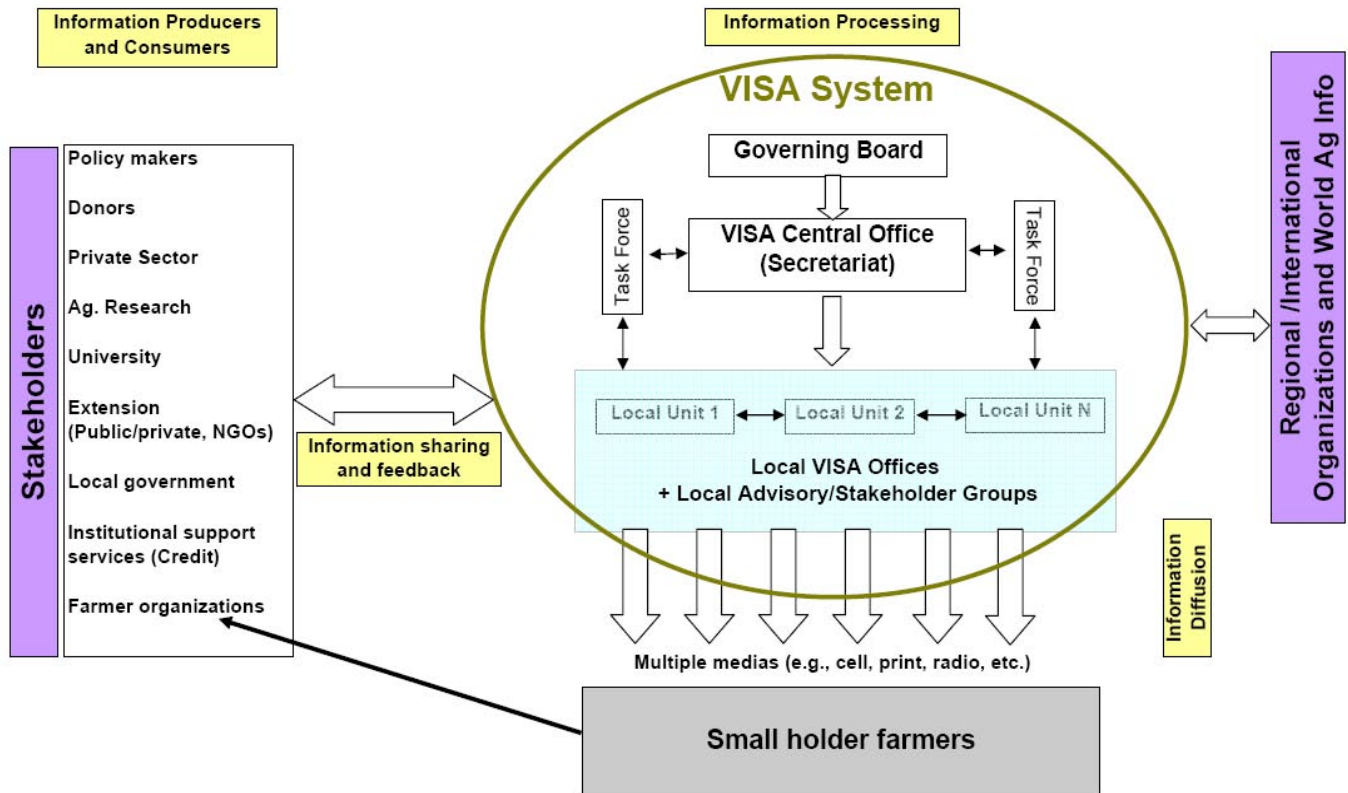 Information Producers
and Consumers
Information Processing
VISA System
Stakeholders
Policy makers
Donors
Private Sector
Ag. Research
University
Extension
(Public/private, NGOs)
Local government
Institutional support
services (Credit)
Farmer organizations
Information sharing
and feedback
Governing Board
Task Force
VISA Central Office
(Secretariat)
Task Force
Local Unit 1
Local Unit 2
Local Unit N
Local VISA Offices
+ Local Advisory/Stakeholder Groups
Multiple medias (e.g., cell, print, radio, etc.)
Small holder farmers
Information
Diffusion
Regional /International
Organizations and World Ag Info